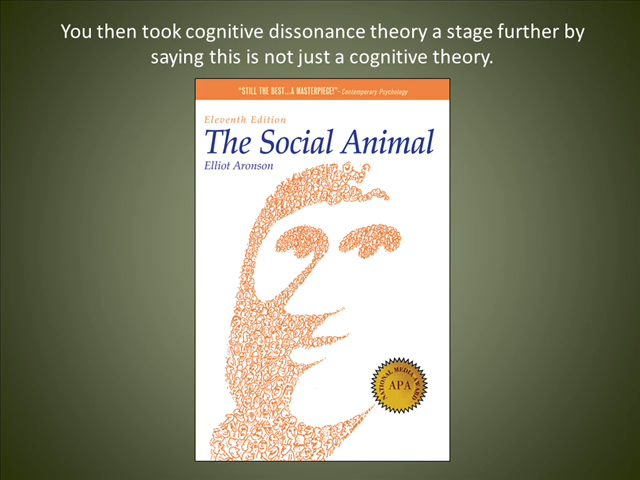 You then took cognitive dissonance theory a stage further by
saying this is not just a cognitive theory.
"STILL THE BEST...A MASTERPIECE!"- Contemporary Psychology
Eleventh Edition
The Social Animal
Elliot Aronson
NATIONAL MEDIA AWARD
APA